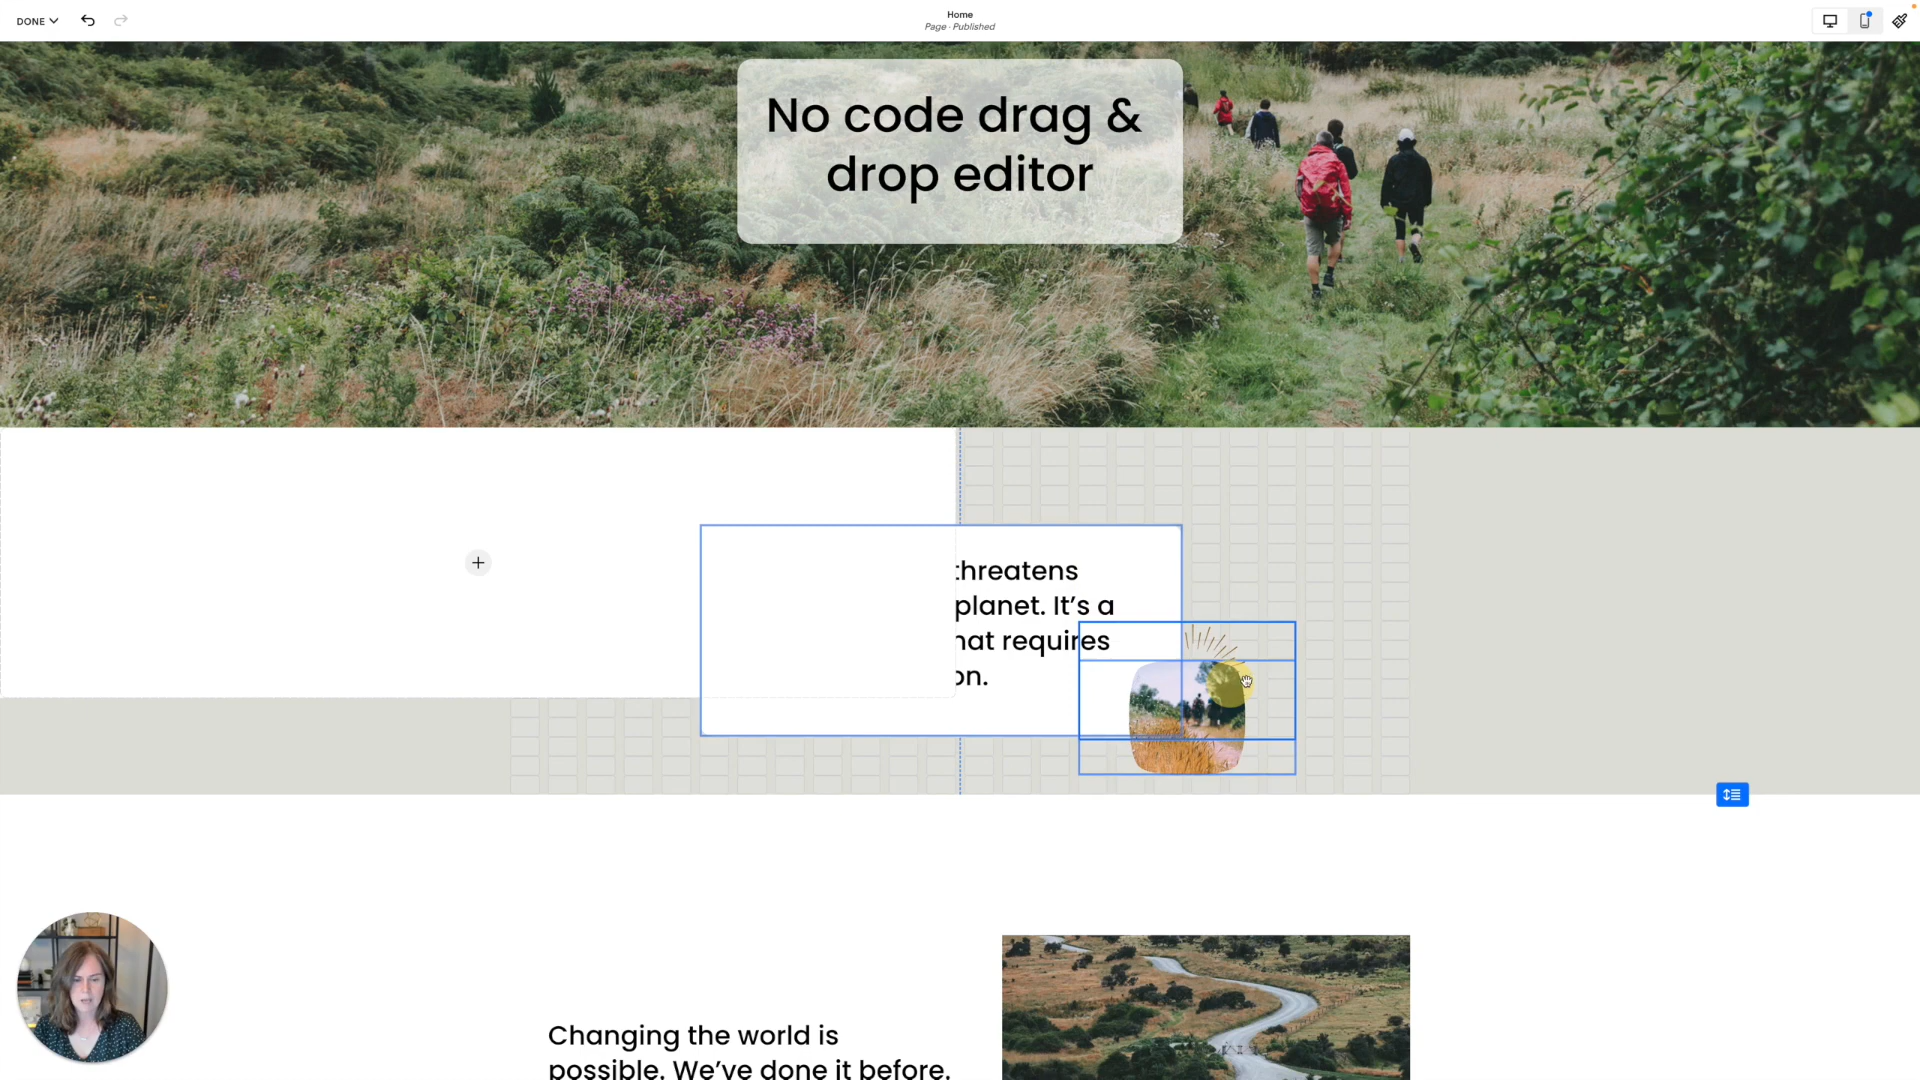 DONE
Home
Page · Published
No code drag &
drop editor
threatens
planet. It’s a
hat requires
on.
Changing the world is
possible. We’ve done it before.